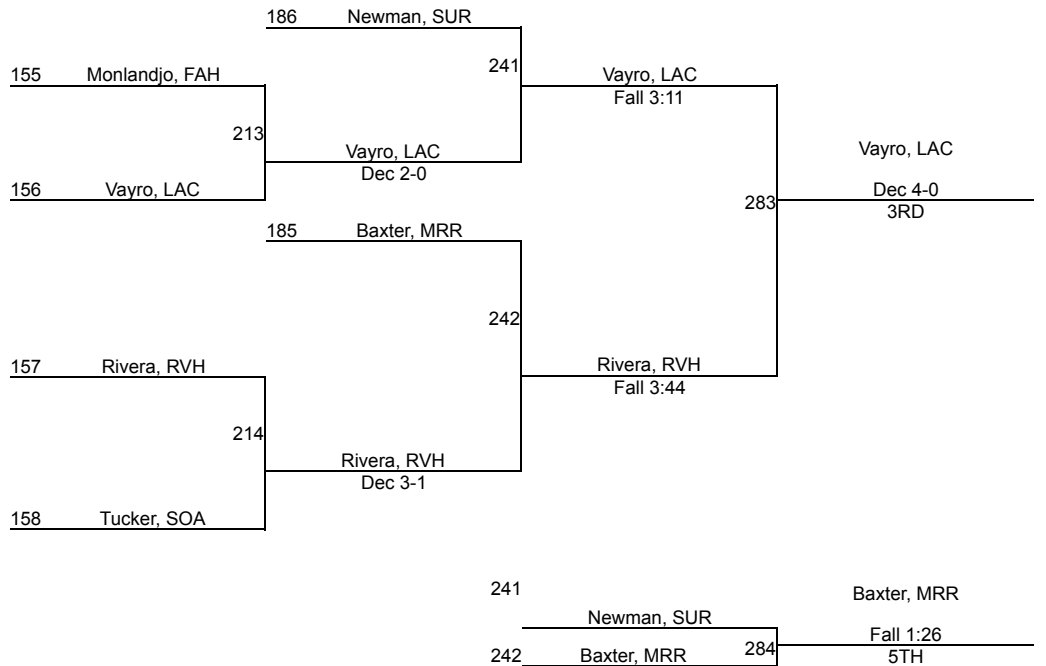 186 Newman, SUR
241
155 Monlandjo, FAH
Vayro, LAC
Fall 3:11
213
Vayro, LAC
Dec 2-0
156 Vayro, LAC
Vayro, LAC
283
Dec 4-0
3RD
185 Baxter, MRR
242
157 Rivera, RVH
Rivera, RVH
Fall 3:44
214
Rivera, RVH
Dec 3-1
158 Tucker, SOA
241
Newman, SUR
Baxter, MRR
242 Baxter, MRR
284
Fall 1:26
5TH